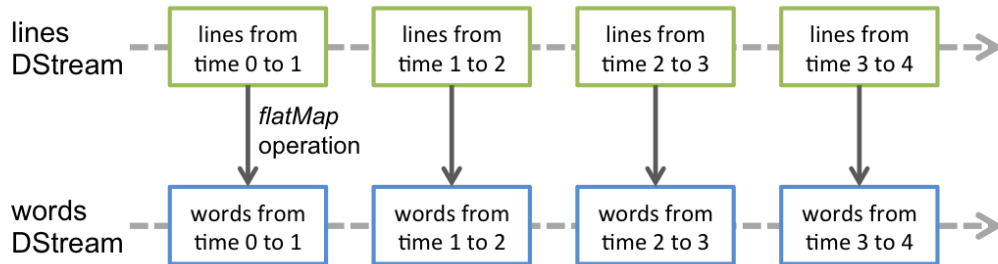 lines
DStream
lines from
time 0 to 1
lines from
time 1 to 2
lines from
time 2 to 3
lines from
time 3 to 4
flatMap
operation
words
DStream
words from
time 0 to 1
words from
time 1 to 2
words from
time 2 to 3
words from
time 3 to 4